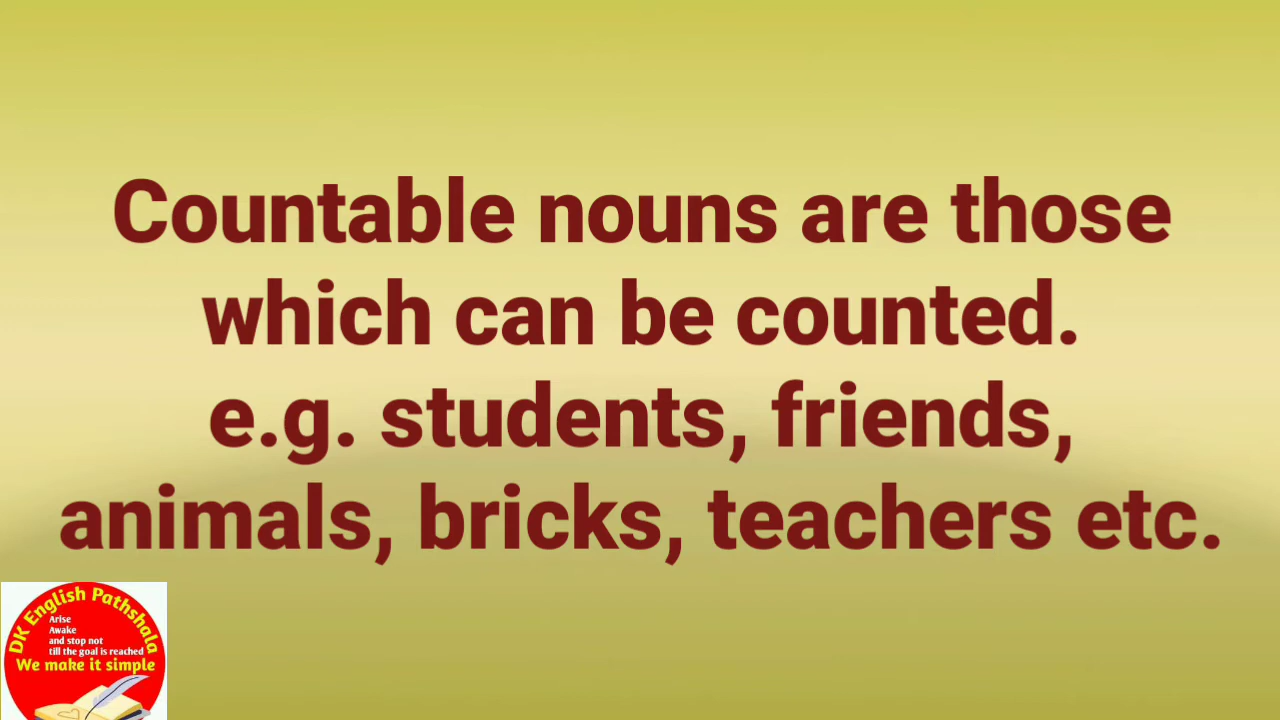 Countable nouns are those
which can be counted.
e.g. students, friends,
animals, bricks, teachers etc.
DK English Pathshala
Arise
Awake
and stop not
till the goal is reached
We make it simple